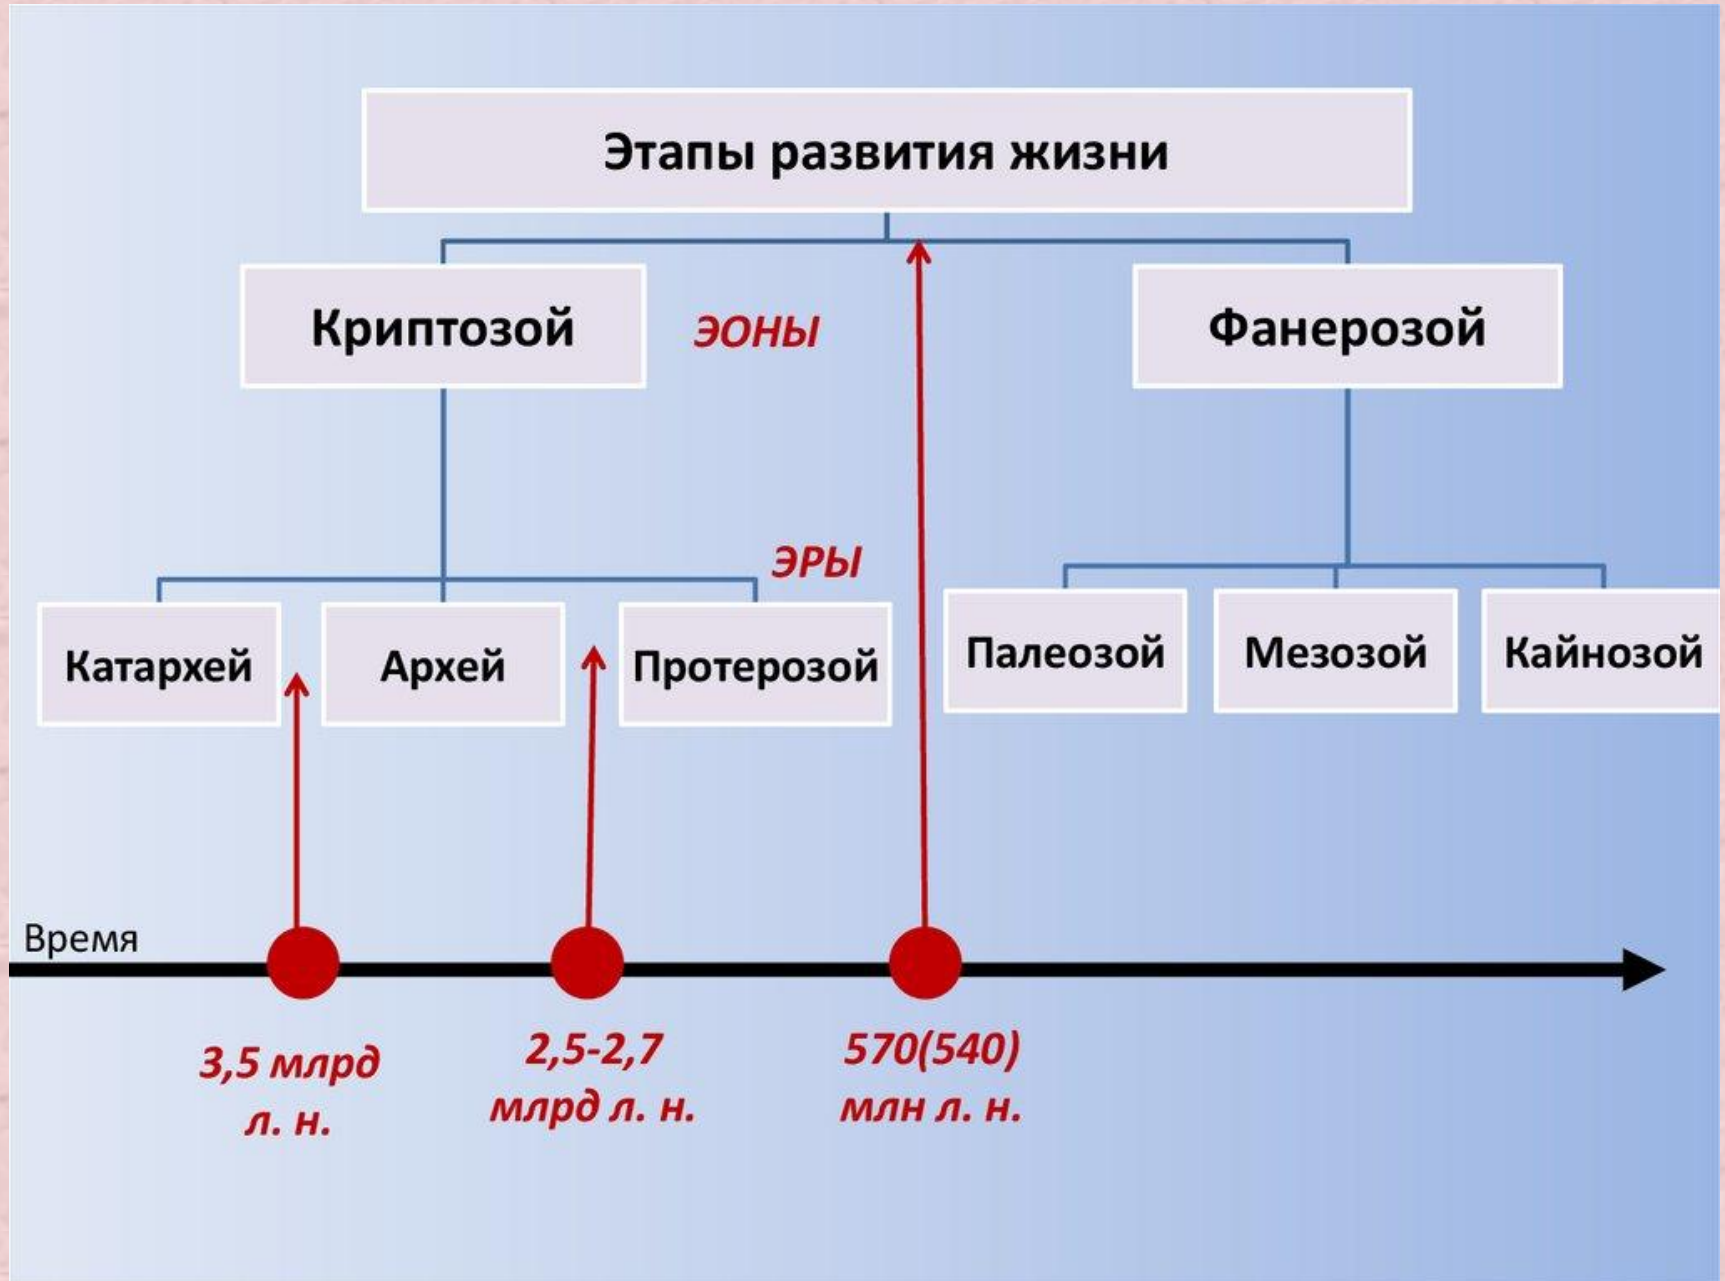 Этапы развития жизни
Криптозой
ЭОНЫ
Фанерозой
ЭРЫ
Катархей
Архей
Протерозой
Палеозой
Мезозой
Кайнозой
Время
3,5 млрд
л. н.
2,5-2,7
млрд л. н.
570(540)
млн л. н.